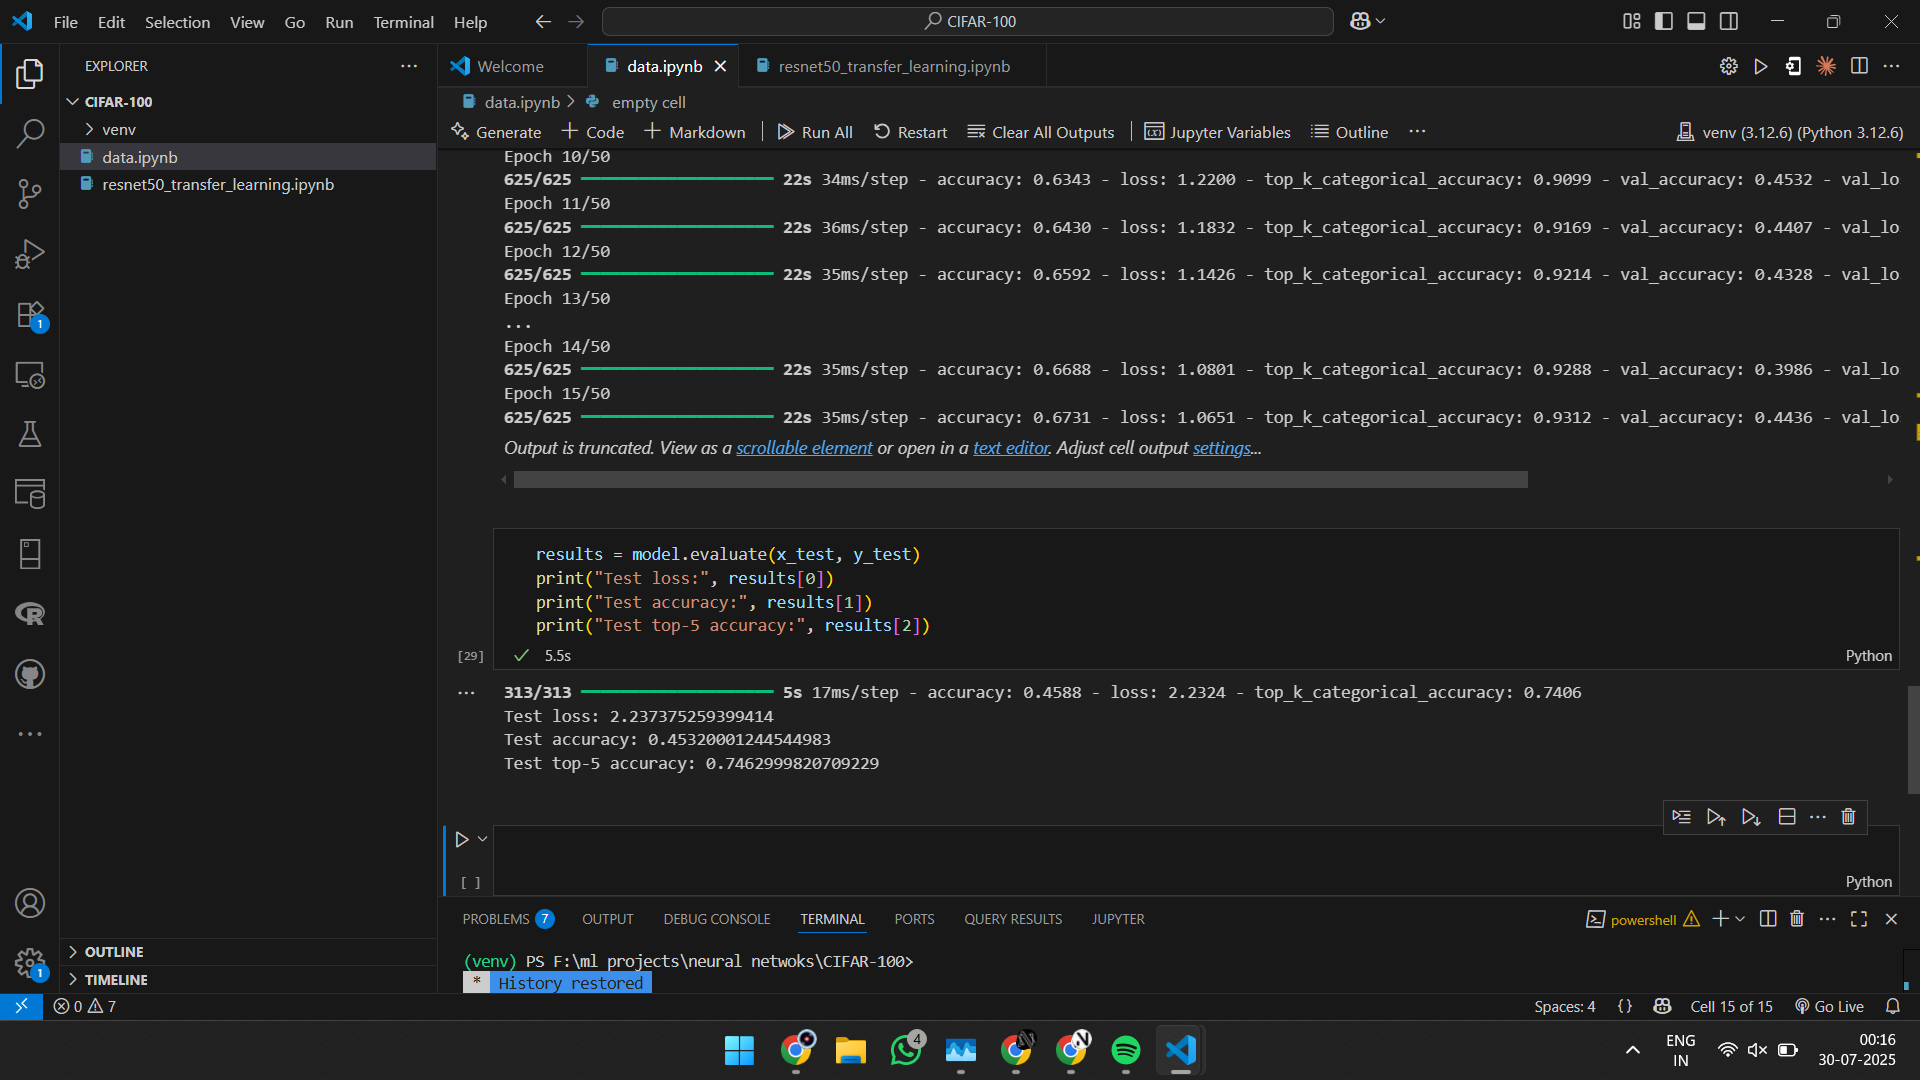 File Edit Selection View Go Run Terminal Help
CIFAR-100
EXPLORER
CIFAR-100
venv
data.ipynb
resnet50_transfer_learning.ipynb
OUTLINE
TIMELINE
1
1
Welcome
data.ipynb
resnet50_transfer_learning.ipynb
data.ipynb > empty cell
Generate + Code + Markdown | Run All Restart Clear All Outputs | Jupyter Variables Outline ...
venv (3.12.6) (Python 3.12.6)
Epoch 10/50
625/625 22s 34ms/step - accuracy: 0.6343 - loss: 1.2200 - top_k_categorical_accuracy: 0.9099 - val_accuracy: 0.4532 - val_lo
Epoch 11/50
625/625 22s 36ms/step - accuracy: 0.6430 - loss: 1.1832 - top_k_categorical_accuracy: 0.9169 - val_accuracy: 0.4407 - val_lo
Epoch 12/50
625/625 22s 35ms/step - accuracy: 0.6592 - loss: 1.1426 - top_k_categorical_accuracy: 0.9214 - val_accuracy: 0.4328 - val_lo
Epoch 13/50
...
Epoch 14/50
625/625 22s 35ms/step - accuracy: 0.6688 - loss: 1.0801 - top_k_categorical_accuracy: 0.9288 - val_accuracy: 0.3986 - val_lo
Epoch 15/50
625/625 22s 35ms/step - accuracy: 0.6731 - loss: 1.0651 - top_k_categorical_accuracy: 0.9312 - val_accuracy: 0.4436 - val_lo
Output is truncated. View as a scrollable element or open in a text editor. Adjust cell output settings...
results = model.evaluate(x_test, y_test)
print("Test loss:", results[0])
print("Test accuracy:", results[1])
print("Test top-5 accuracy:", results[2])
[29] 5.5s Python
313/313 5s 17ms/step - accuracy: 0.4588 - loss: 2.2324 - top_k_categorical_accuracy: 0.7406
Test loss: 2.237375259399414
Test accuracy: 0.45320001244544983
Test top-5 accuracy: 0.7462999820709229
[ ] Python
PROBLEMS 7 OUTPUT DEBUG CONSOLE TERMINAL PORTS QUERY RESULTS JUPYTER
powershell
(venv) PS F:\ml projects\neural netwoks\CIFAR-100>
* History restored
0 7
Spaces: 4 {} Cell 15 of 15 Go Live
4
ENG
IN
00:16
30-07-2025